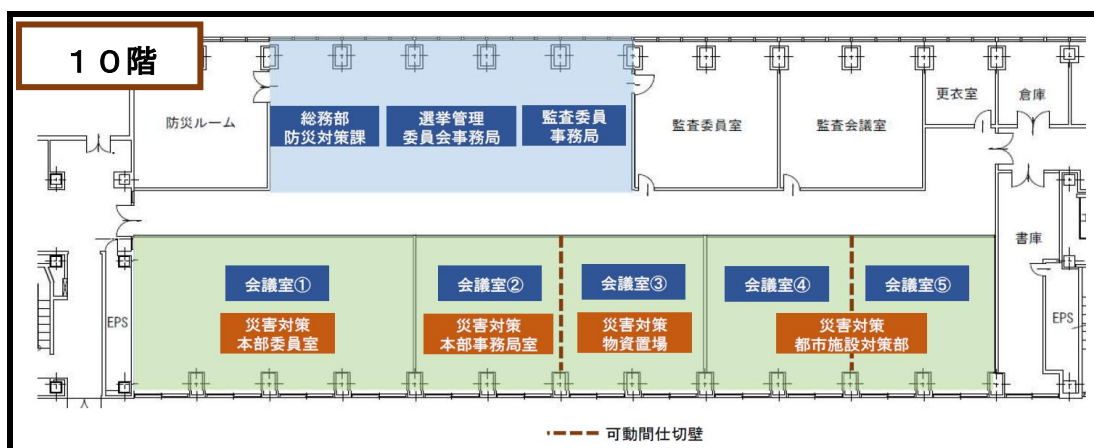 １０階
防災ルーム
総務部
防災対策課
選挙管理
委員会事務局
監査委員
事務局
監査委員室
監査会議室
更衣室
倉庫
書庫
会議室①
会議室②
会議室③
会議室④
会議室⑤
EPS
災害対策
本部委員室
災害対策
本部事務局室
災害対策
物資置場
災害対策
都市施設対策部
EPS
可動間仕切壁